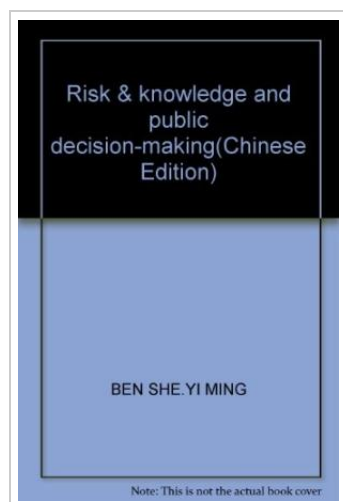 Risk & knowledge and
public
decision-making(Chinese
Edition)
BEN SHE.YI MING
Note: This is not the actual book cover